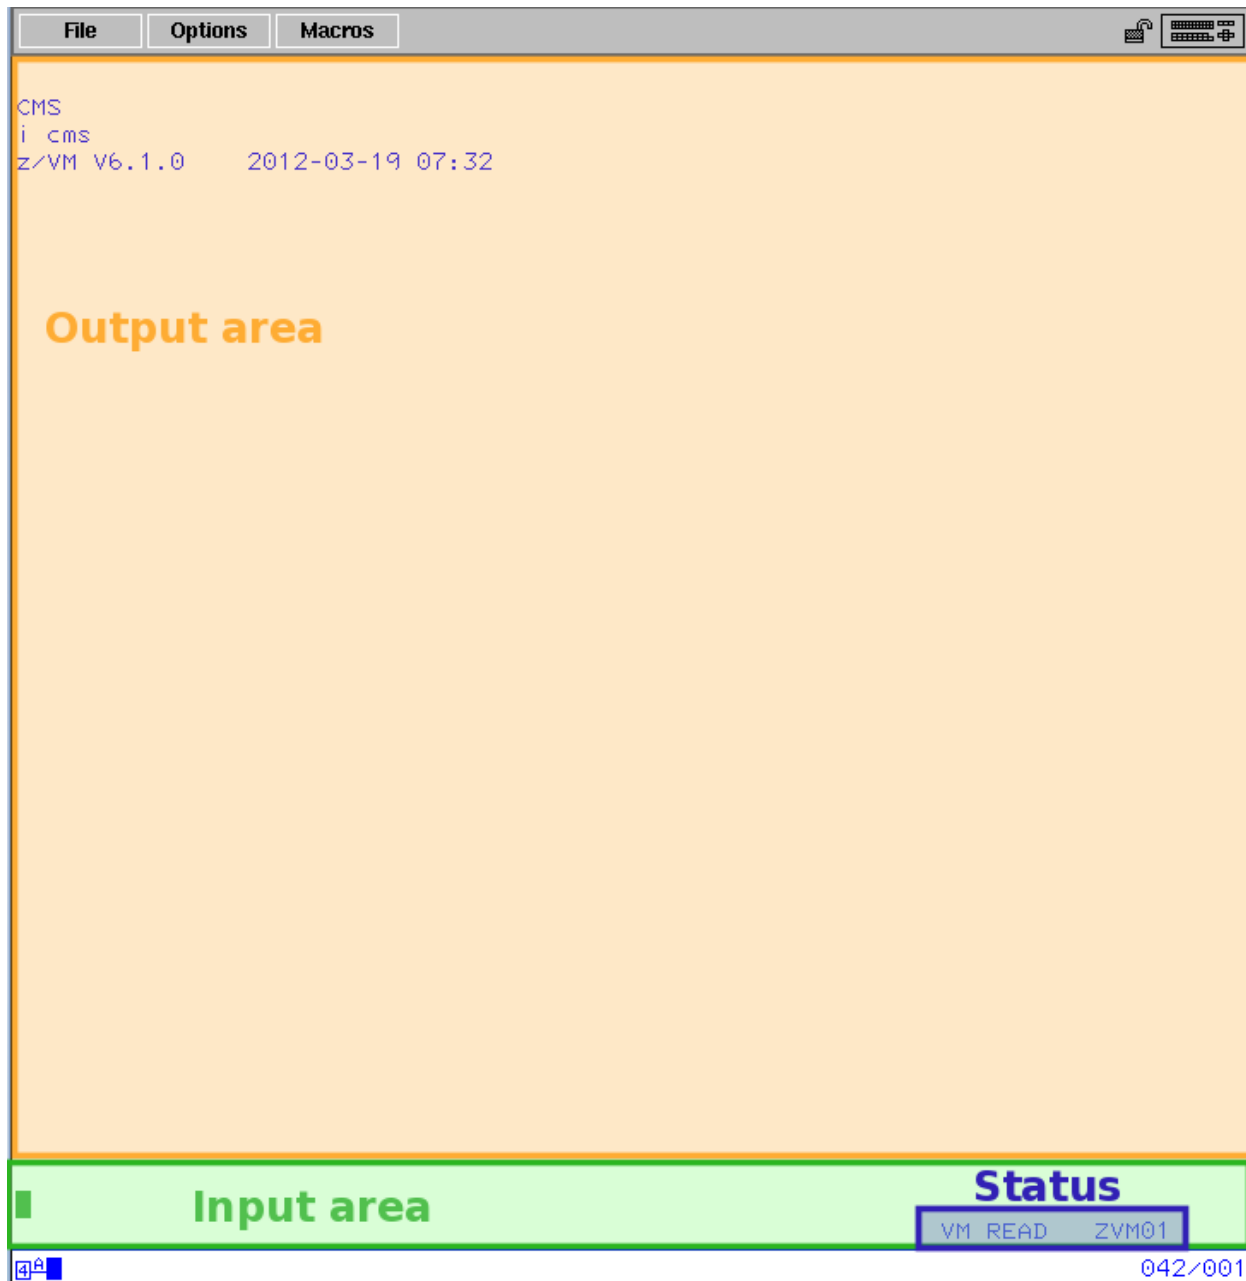 File Options Macros
CMS
i cms
z/VM V6.1.0    2012-03-19 07:32
Output area
Input area
Status
VM READ   ZVM01
4A
042/001